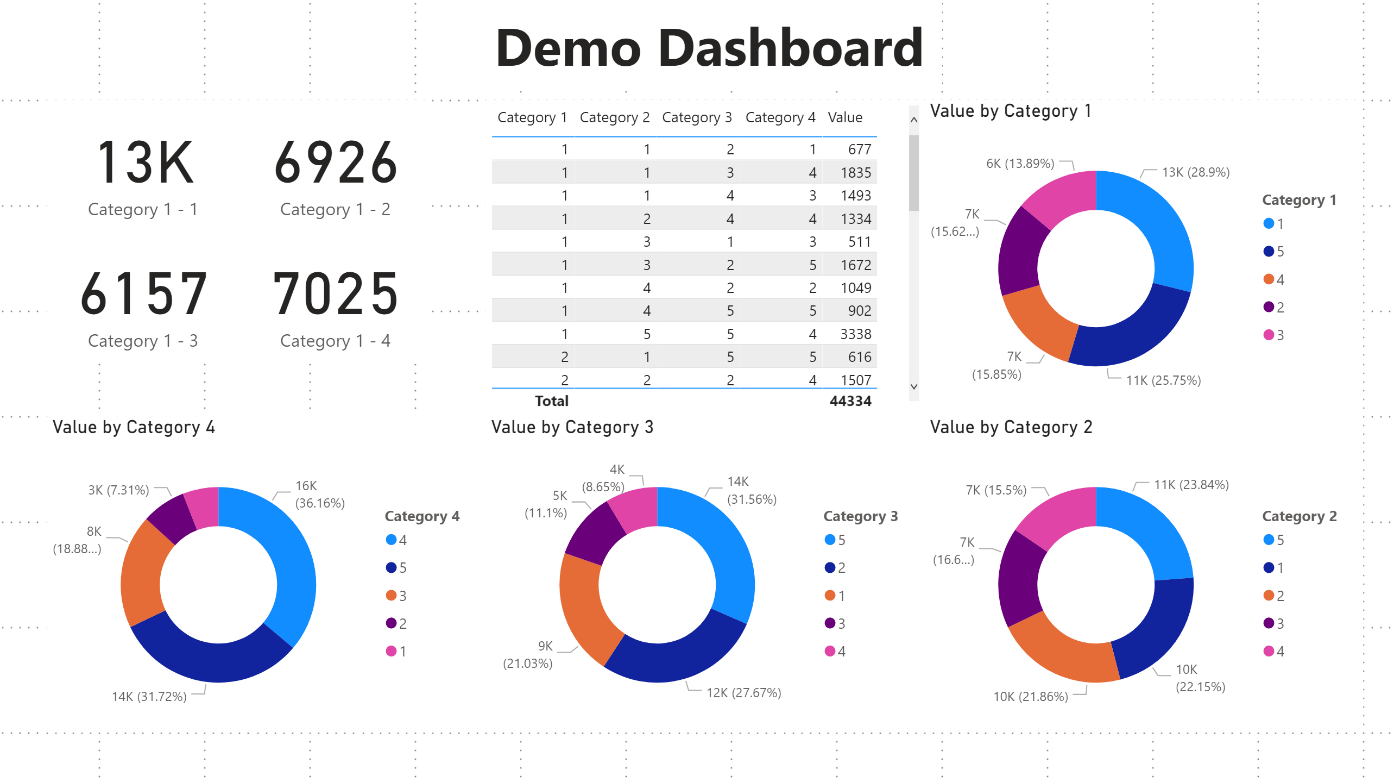 Demo Dashboard
13K
Category 1 - 1
6926
Category 1 - 2
6157
Category 1 - 3
7025
Category 1 - 4
Category 1 Category 2 Category 3 Category 4 Value
1 1 2 1 677
1 1 3 4 1835
1 1 4 3 1493
1 2 4 4 1334
1 3 1 3 511
1 3 2 5 1672
1 4 2 2 1049
1 4 5 5 902
1 5 5 4 3338
2 1 5 5 616
2 2 2 4 1507
Total 44334
Value by Category 1
6K (13.89%)
13K (28.9%)
7K
(15.62...)
7K
(15.85%)
11K (25.75%)
Category 1
1
5
4
2
3
Value by Category 4
3K (7.31%)
16K
(36.16%)
8K
(18.88...)
14K (31.72%)
Category 4
4
5
3
2
1
Value by Category 3
4K
(8.65%)
14K
(31.56%)
5K
(11.1%)
9K
(21.03%)
12K (27.67%)
Category 3
5
2
1
3
4
Value by Category 2
7K (15.5%)
11K (23.84%)
7K
(16.6...)
10K (21.86%)
10K
(22.15%)
Category 2
5
1
2
3
4